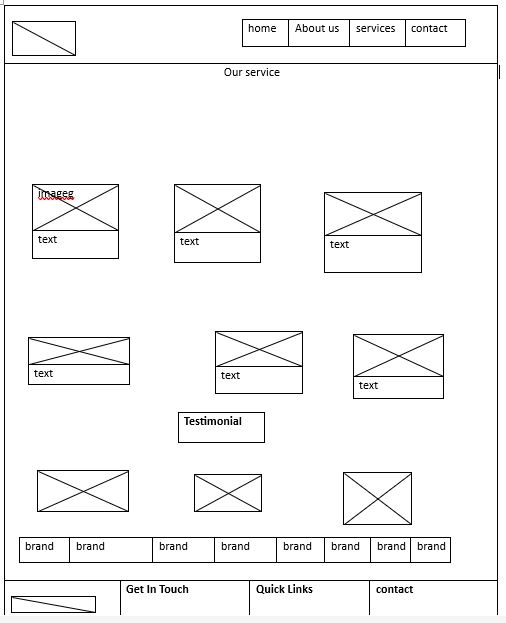 home About us services contact
Our service
imageg
text
text
text
text
text
text
Testimonial
brand brand brand brand brand brand brand brand
Get In Touch Quick Links contact